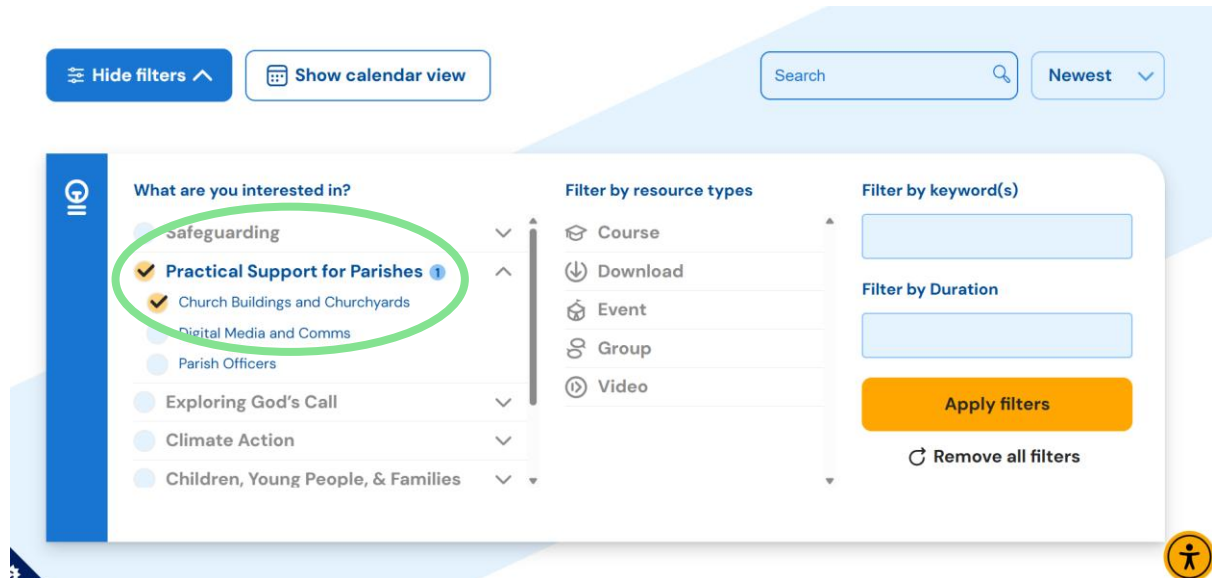 Hide filters
Show calendar view
Search
Newest
What are you interested in?
Safeguarding
Practical Support for Parishes 1
Church Buildings and Churchyards
Digital Media and Comms
Parish Officers
Exploring God's Call
Climate Action
Children, Young People, & Families
Filter by resource types
Course
Download
Event
Group
Video
Filter by keyword(s)
Filter by Duration
Apply filters
Remove all filters